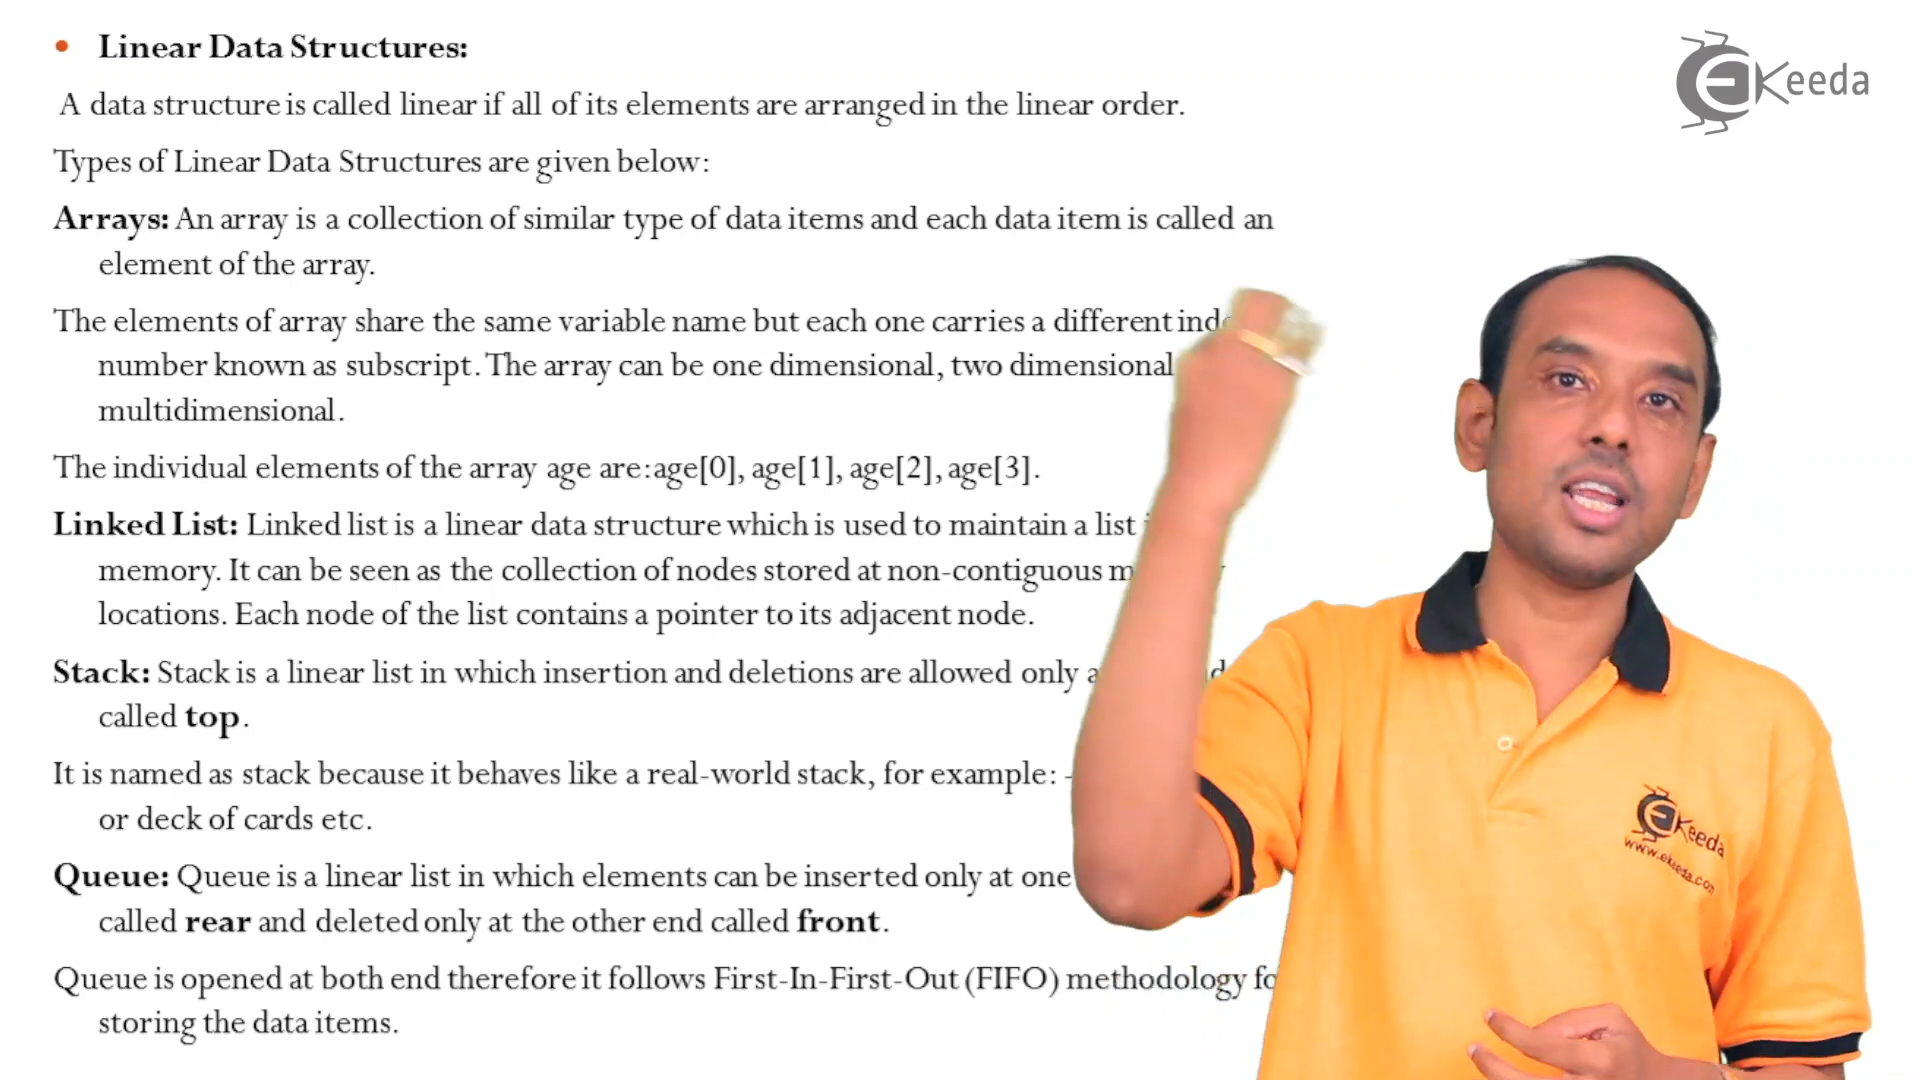 • Linear Data Structures:
A data structure is called linear if all of its elements are arranged in the linear order.
Types of Linear Data Structures are given below:
Arrays: An array is a collection of similar type of data items and each data item is called an
element of the array.
The elements of array share the same variable name but each one carries a different
number known as subscript. The array can be one dimensional, two dimensional
multidimensional.
The individual elements of the array age are: age[0], age[1], age[2], age[3].
Linked List: Linked list is a linear data structure which is used to maintain a list
memory. It can be seen as the collection of nodes stored at non-contiguous
locations. Each node of the list contains a pointer to its adjacent node.
Stack: Stack is a linear list in which insertion and deletions are allowed only
called top.
It is named as stack because it behaves like a real-world stack, for example: -
or deck of cards etc.
Queue: Queue is a linear list in which elements can be inserted only at one
called rear and deleted only at the other end called front.
Queue is opened at both end therefore it follows First-In-First-Out (FIFO) methodology
storing the data items.
EKeeda
EKeeda
www.ekeeda.com